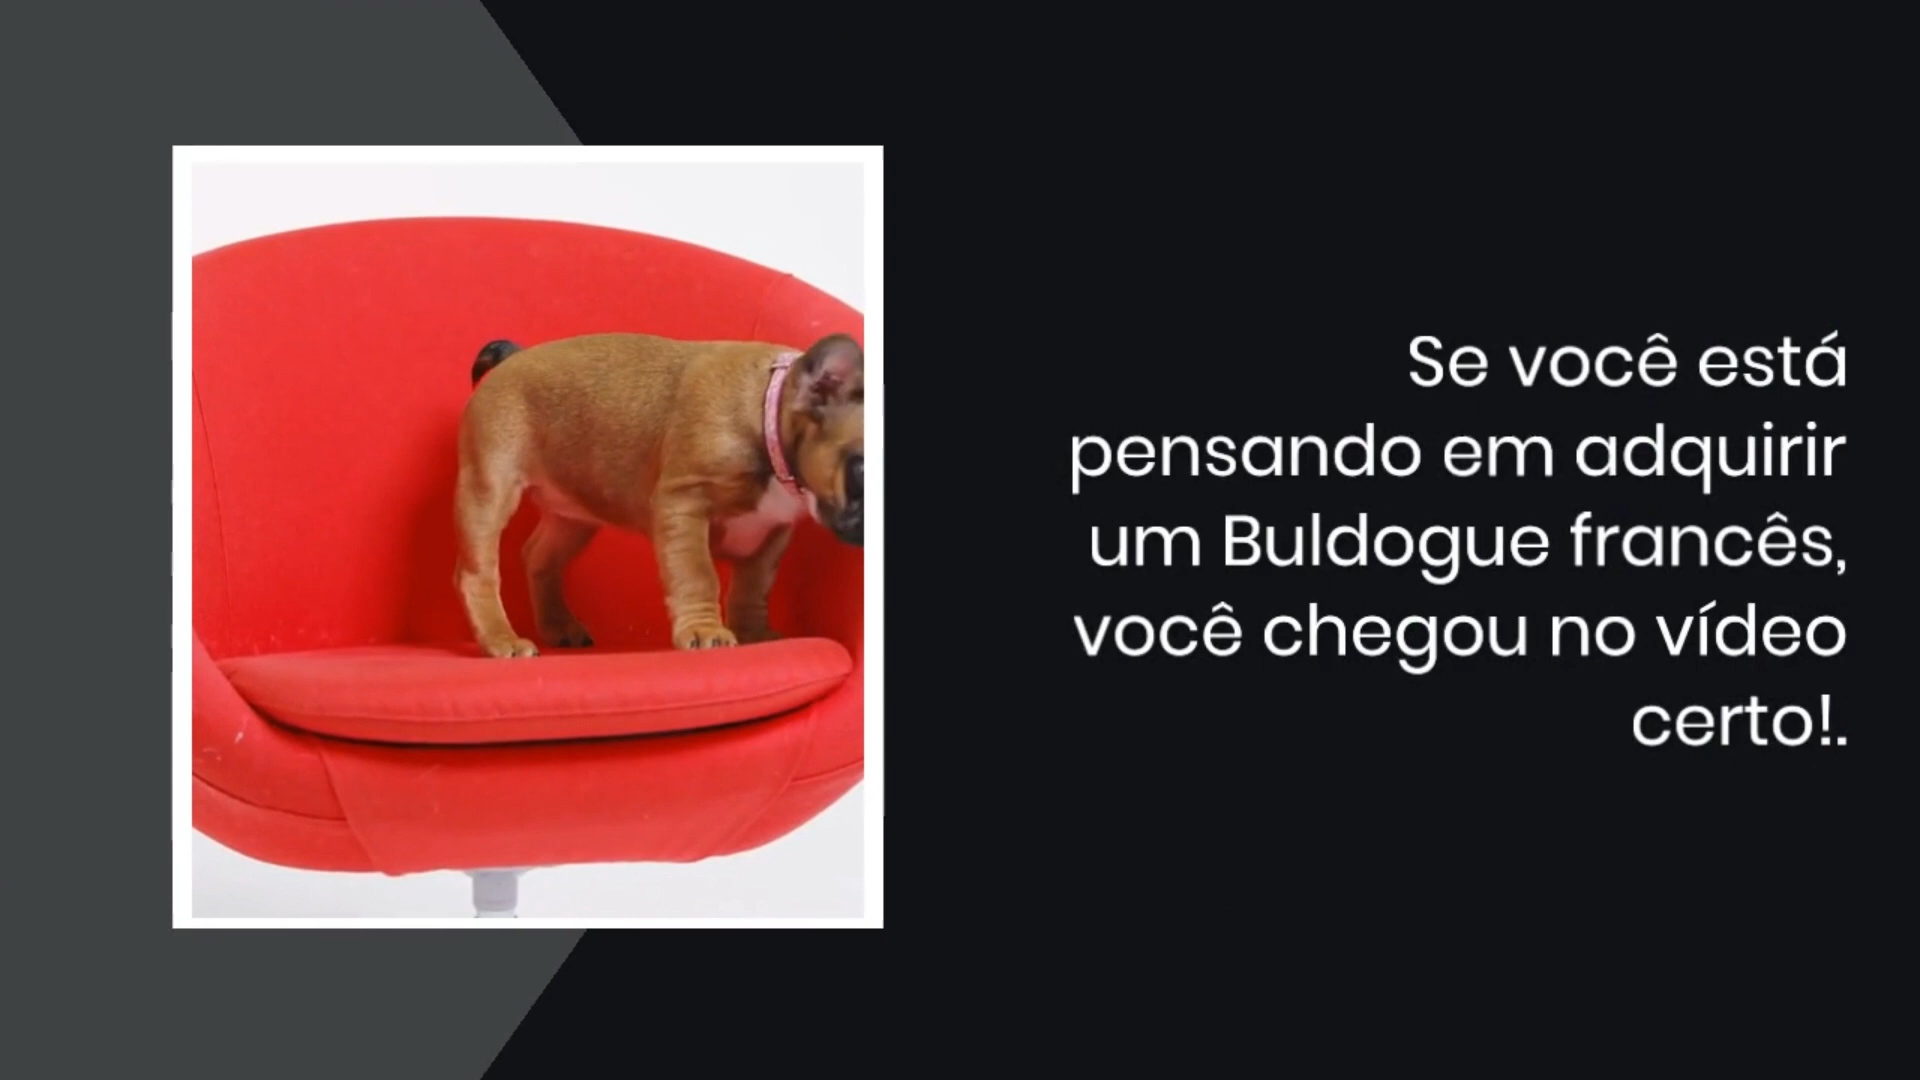 Se você está
pensando em adquirir
um Buldogue francês,
você chegou no vídeo
certo!.